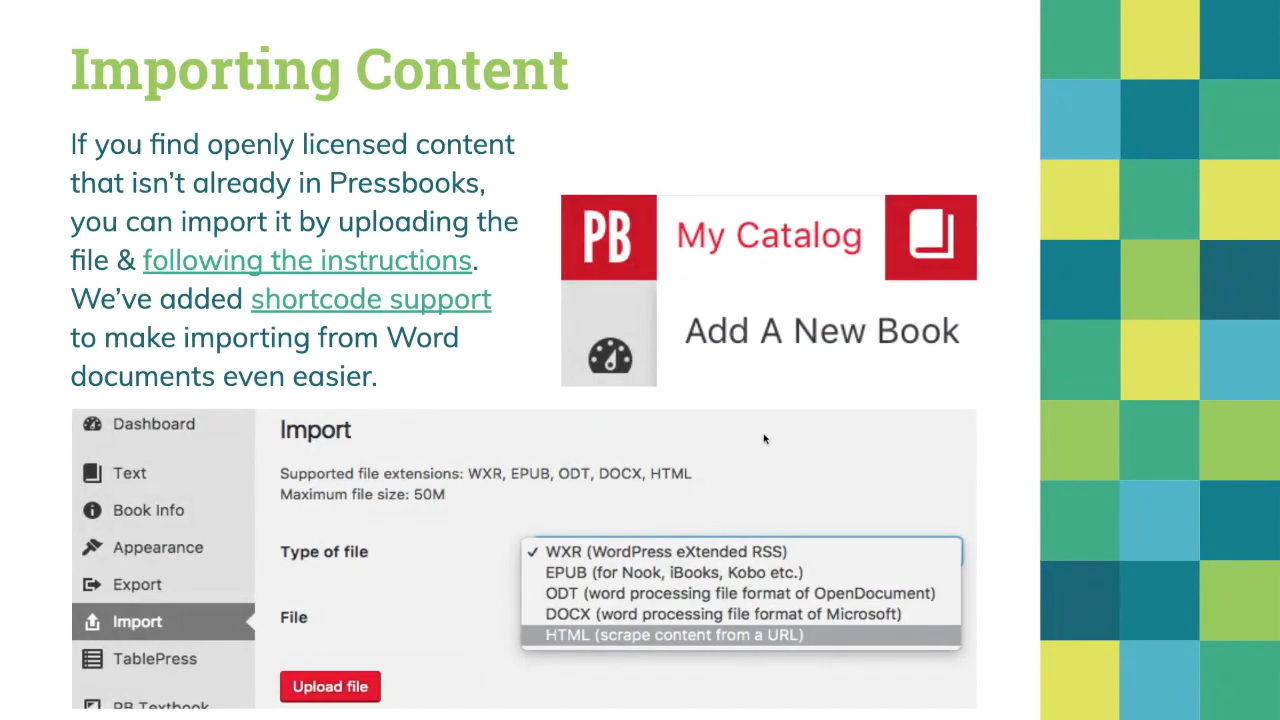 Importing Content
If you find openly licensed content
that isn’t already in Pressbooks,
you can import it by uploading the
file & following the instructions.
We’ve added shortcode support
to make importing from Word
documents even easier.
PB
My Catalog
Add A New Book
Dashboard
Text
Book Info
Appearance
Export
Import
TablePress
PB Textbook
Import
Supported file extensions: WXR, EPUB, ODT, DOCX, HTML
Maximum file size: 50M
Type of file
✓ WXR (WordPress eXtended RSS)
EPUB (for Nook, iBooks, Kobo etc.)
ODT (word processing file format of OpenDocument)
DOCX (word processing file format of Microsoft)
HTML (scrape content from a URL)
File
Upload file